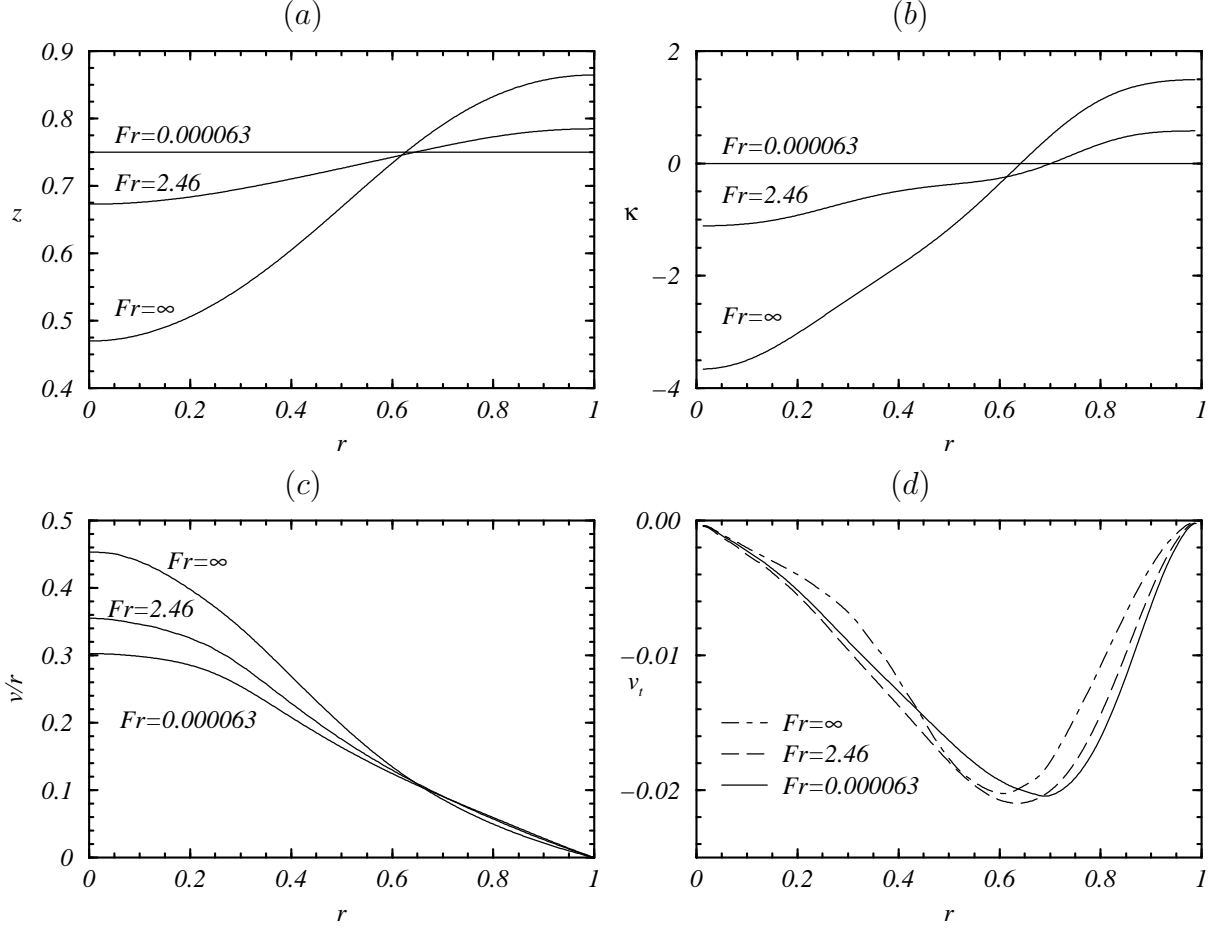 (a)
0.9
0.8
0.7
0.6
0.5
0.4
z
Fr=0.000063
Fr=2.46
Fr=∞
0 0.2 0.4 0.6 0.8 1
r
(b)
2
0
−2
−4
κ
Fr=0.000063
Fr=2.46
Fr=∞
0 0.2 0.4 0.6 0.8 1
r
(c)
0.5
0.4
0.3
0.2
0.1
0
v/r
Fr=∞
Fr=2.46
Fr=0.000063
0 0.2 0.4 0.6 0.8 1
r
(d)
0.00
−0.01
−0.02
v_t
Fr=∞
Fr=2.46
Fr=0.000063
0 0.2 0.4 0.6 0.8 1
r